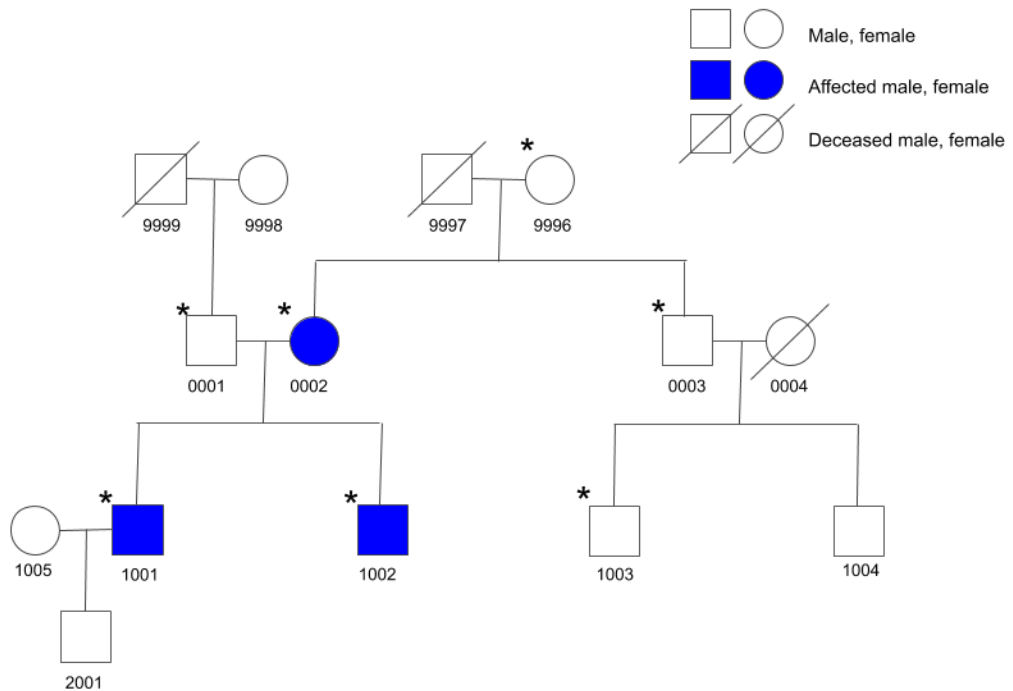 Male, female
Affected male, female
Deceased male, female
*
9999 9998 9997 9996
* * *
0001 0002 0003 0004
* * *
1005 1001 1002 1003 1004
2001